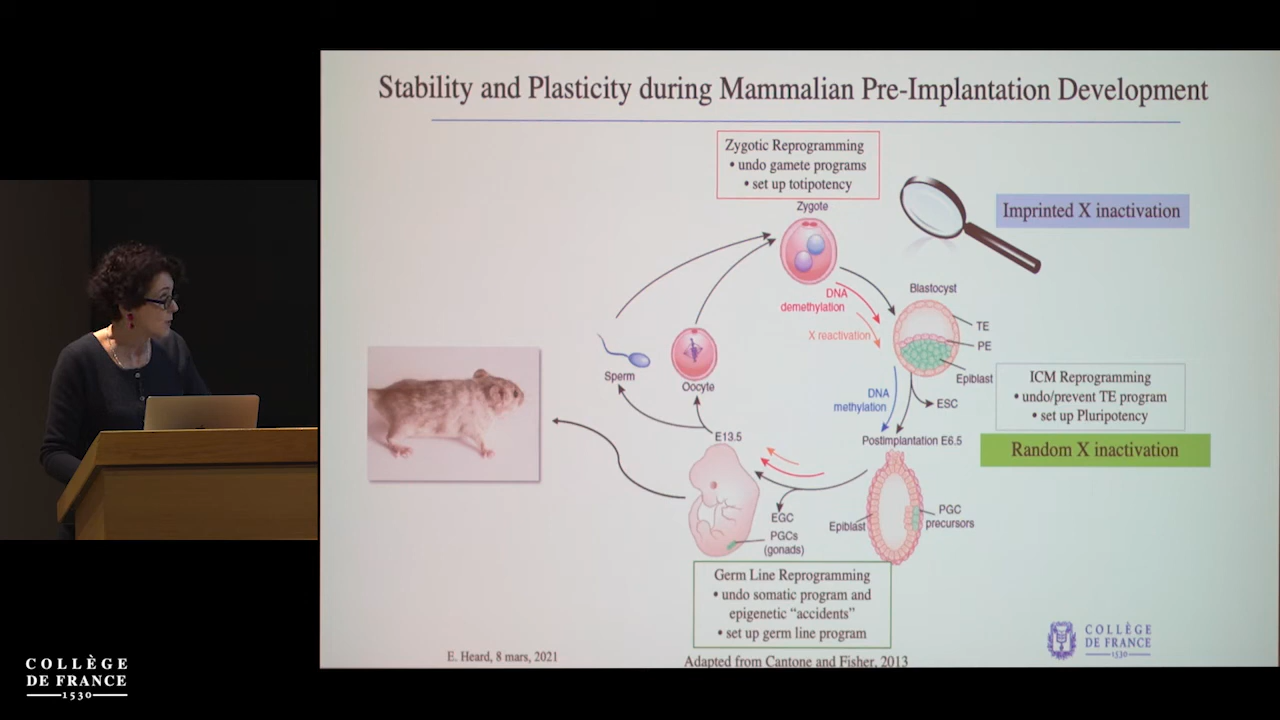 Stability and Plasticity during Mammalian Pre-Implantation Development
Zygotic Reprogramming
• undo gamete programs
• set up totipotency
Zygote
Imprinted X inactivation
DNA
demethylation
X reactivation
Blastocyst
TE
PE
Epiblast
Sperm
Oocyte
ICM Reprogramming
• undo/prevent TE program
• set up Pluripotency
DNA
methylation
ESC
E13.5
Postimplantation E6.5
Random X inactivation
EGC
PGCs
(gonads)
Epiblast
PGC
precursors
Germ Line Reprogramming
• undo somatic program and
epigenetic “accidents”
• set up germ line program
E. Heard, 8 mars, 2021
Adapted from Cantone and Fisher, 2013
COLLÈGE
DE FRANCE
1530
COLLÈGE
DE FRANCE
1530